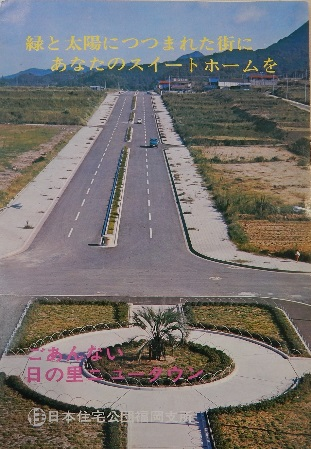 緑と太陽につつまれた街に
あなたのスイートホームを
ごあんない
日の里ニュータウン
日本住宅公団福岡支所